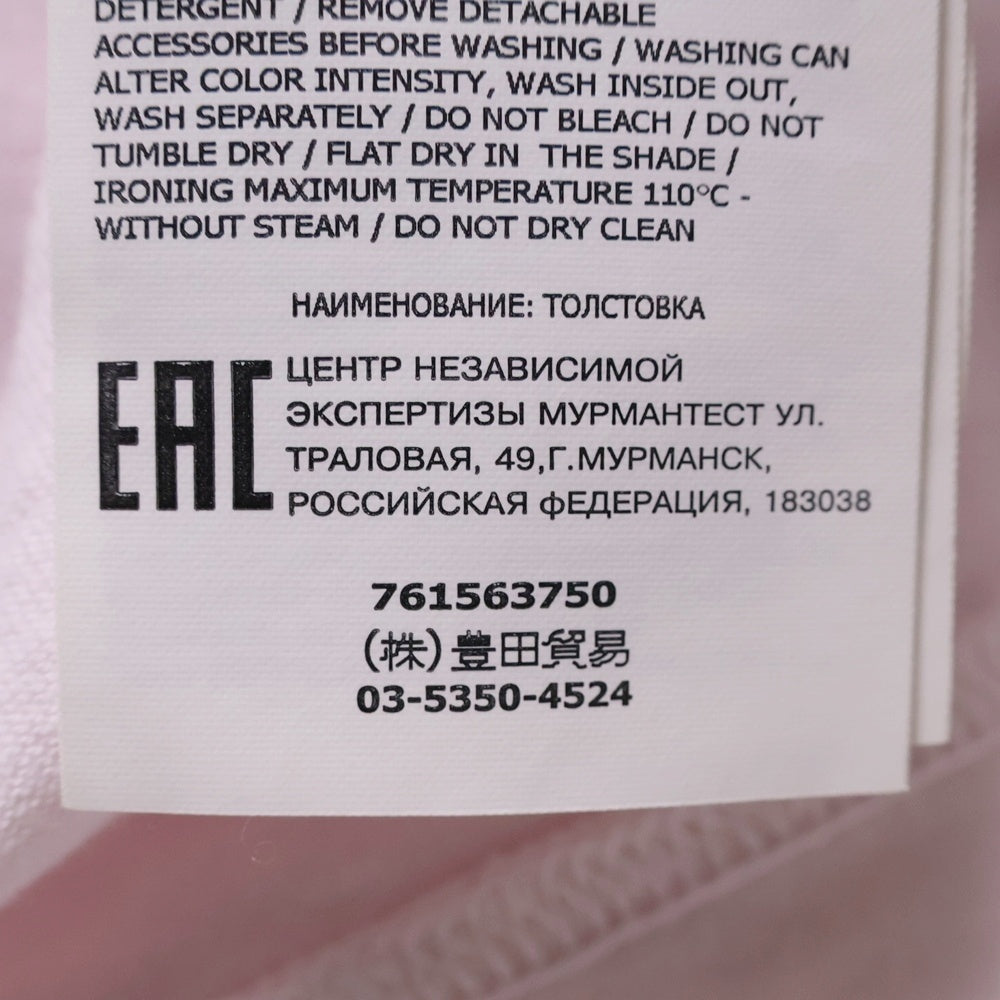 DETERGENT / REMOVE DETACHABLE
ACCESSORIES BEFORE WASHING / WASHING CAN
ALTER COLOR INTENSITY, WASH INSIDE OUT,
WASH SEPARATELY / DO NOT BLEACH / DO NOT
TUMBLE DRY / FLAT DRY IN THE SHADE /
IRONING MAXIMUM TEMPERATURE 110°C -
WITHOUT STEAM / DO NOT DRY CLEAN
НАИМЕНОВАНИЕ: ТОЛСТОВКА
EAC
ЦЕНТР НЕЗАВИСИМОЙ
ЭКСПЕРТИЗЫ МУРМАНТЕСТ УЛ.
ТРАЛОВАЯ, 49,Г.МУРМАНСК,
РОССИЙСКАЯ фЕДЕРАЦИЯ, 183038
761563750
(株)豊田貿易
03-5350-4524